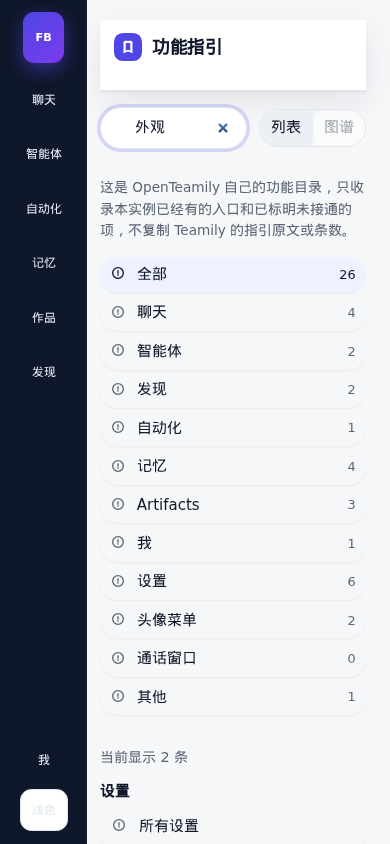 FB
聊天
智能体
自动化
记忆
作品
发现
我
浅色
功能指引
外观
列表
图谱
这是 OpenTeamily 自己的功能目录，只收
录本实例已经有的入口和已标明未接通的
项，不复制 Teamily 的指引原文或条数。
全部 26
聊天 4
智能体 2
发现 2
自动化 1
记忆 4
Artifacts 3
我 1
设置 6
头像菜单 2
通话窗口 0
其他 1
当前显示 2 条
设置
所有设置